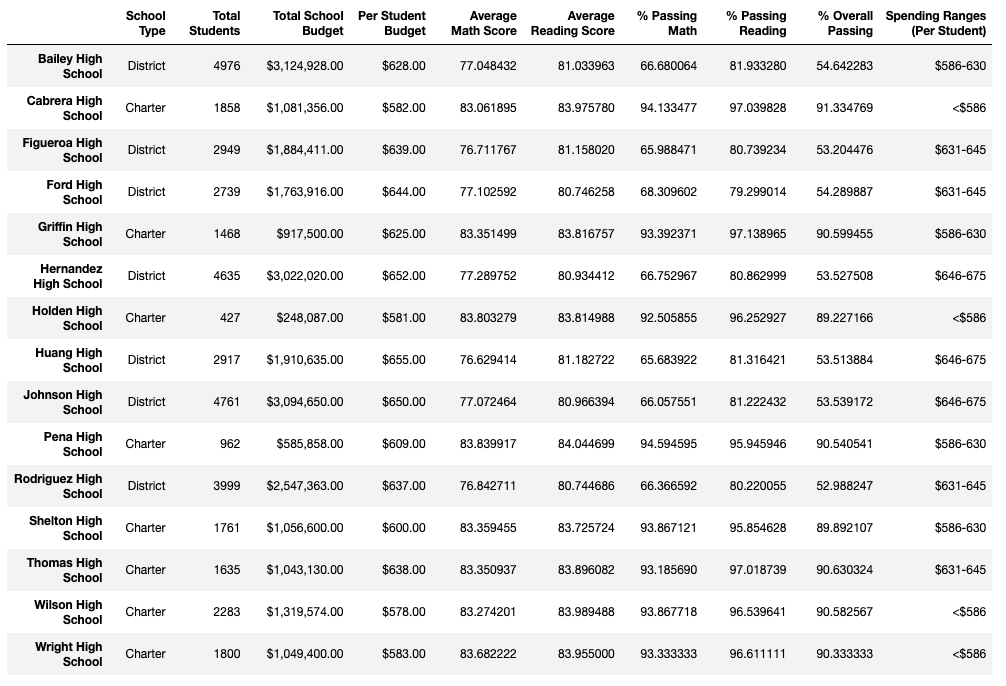 School Type Total Students Total School Budget Per Student Budget Average Math Score Average Reading Score % Passing Math % Passing Reading % Overall Passing Spending Ranges (Per Student)
Bailey High School District 4976 $3,124,928.00 $628.00 77.048432 81.033963 66.680064 81.933280 54.642283 $586-630
Cabrera High School Charter 1858 $1,081,356.00 $582.00 83.061895 83.975780 94.133477 97.039828 91.334769 <$586
Figueroa High School District 2949 $1,884,411.00 $639.00 76.711767 81.158020 65.988471 80.739234 53.204476 $631-645
Ford High School District 2739 $1,763,916.00 $644.00 77.102592 80.746258 68.309602 79.299014 54.289887 $631-645
Griffin High School Charter 1468 $917,500.00 $625.00 83.351499 83.816757 93.392371 97.138965 90.599455 $586-630
Hernandez High School District 4635 $3,022,020.00 $652.00 77.289752 80.934412 66.752967 80.862999 53.527508 $646-675
Holden High School Charter 427 $248,087.00 $581.00 83.803279 83.814988 92.505855 96.252927 89.227166 <$586
Huang High School District 2917 $1,910,635.00 $655.00 76.629414 81.182722 65.683922 81.316421 53.513884 $646-675
Johnson High School District 4761 $3,094,650.00 $650.00 77.072464 80.966394 66.057551 81.222432 53.539172 $646-675
Pena High School Charter 962 $585,858.00 $609.00 83.839917 84.044699 94.594595 95.945946 90.540541 $586-630
Rodriguez High School District 3999 $2,547,363.00 $637.00 76.842711 80.744686 66.366592 80.220055 52.988247 $631-645
Shelton High School Charter 1761 $1,056,600.00 $600.00 83.359455 83.725724 93.867121 95.854628 89.892107 $586-630
Thomas High School Charter 1635 $1,043,130.00 $638.00 83.350937 83.896082 93.185690 97.018739 90.630324 $631-645
Wilson High School Charter 2283 $1,319,574.00 $578.00 83.274201 83.989488 93.867718 96.539641 90.582567 <$586
Wright High School Charter 1800 $1,049,400.00 $583.00 83.682222 83.955000 93.333333 96.611111 90.333333 <$586